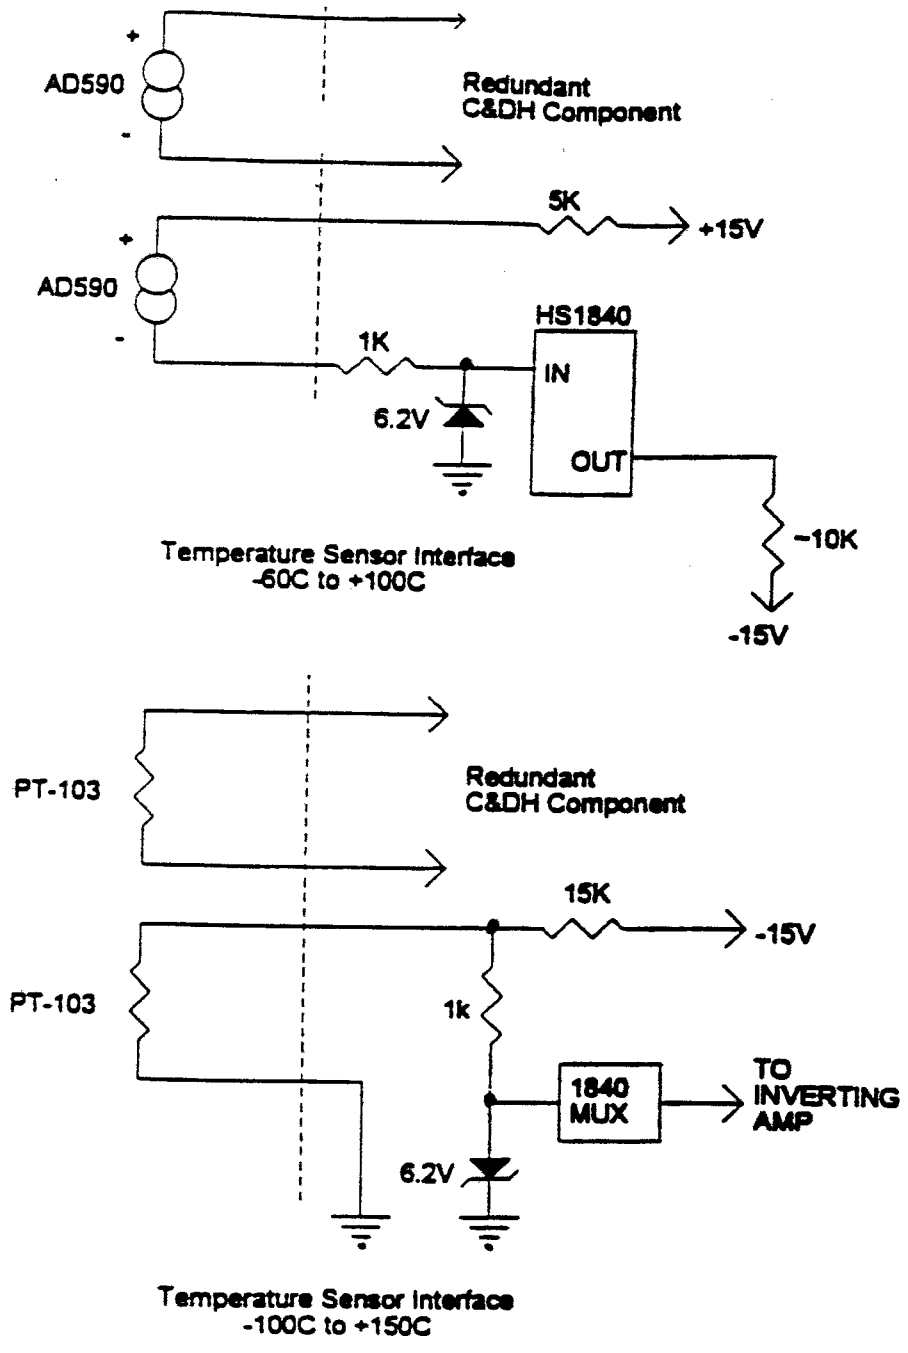 +
AD590
-
Redundant
C&DH Component
5K
+15V
+
AD590
-
HS1840
1K
IN
6.2V
OUT
~10K
-15V
Temperature Sensor Interface
-60C to +100C
PT-103
Redundant
C&DH Component
15K
-15V
PT-103
1k
1840
MUX
TO
INVERTING
AMP
6.2V
Temperature Sensor Interface
-100C to +150C